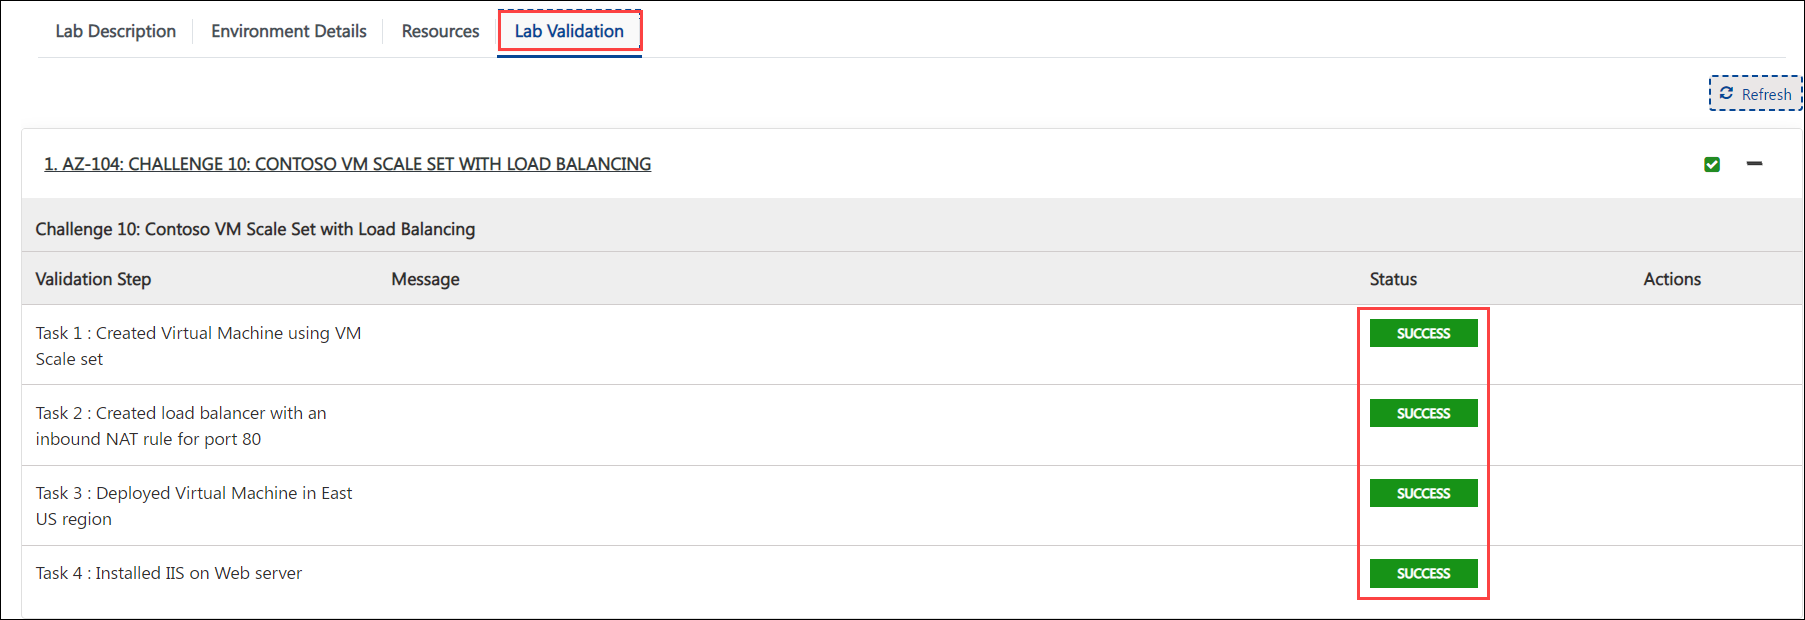 Lab Description Environment Details Resources Lab Validation
Refresh
1. AZ-104: CHALLENGE 10: CONTOSO VM SCALE SET WITH LOAD BALANCING
Challenge 10: Contoso VM Scale Set with Load Balancing
Validation Step Message Status Actions
Task 1 : Created Virtual Machine using VM
Scale set
SUCCESS
Task 2 : Created load balancer with an
inbound NAT rule for port 80
SUCCESS
Task 3 : Deployed Virtual Machine in East
US region
SUCCESS
Task 4 : Installed IIS on Web server
SUCCESS